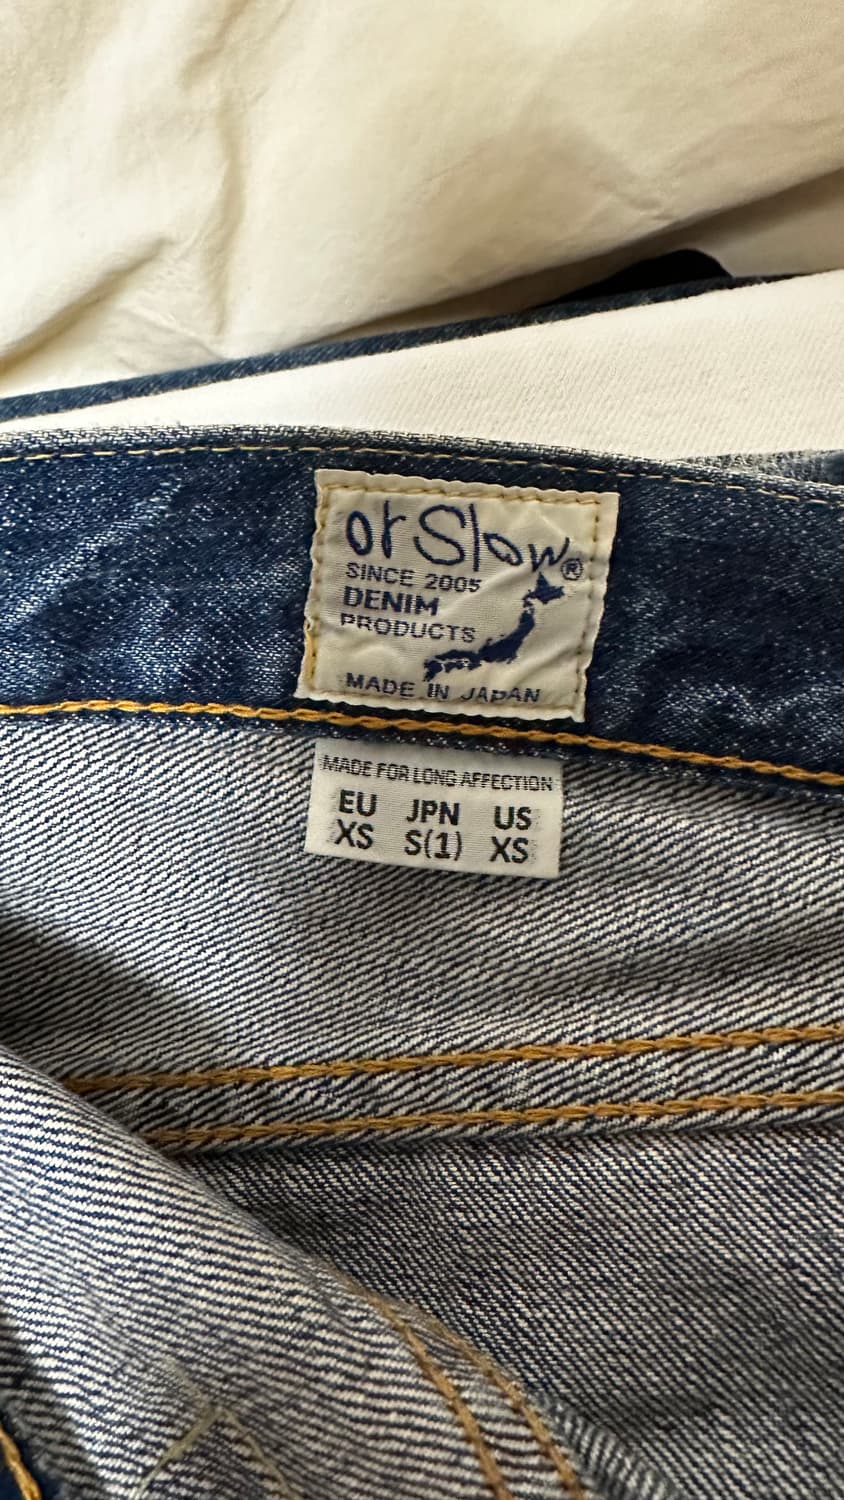 orSlow®
SINCE 2005
DENIM
PRODUCTS
MADE IN JAPAN
MADE FOR LONG AFFECTION
EU JPN US
XS S(1) XS